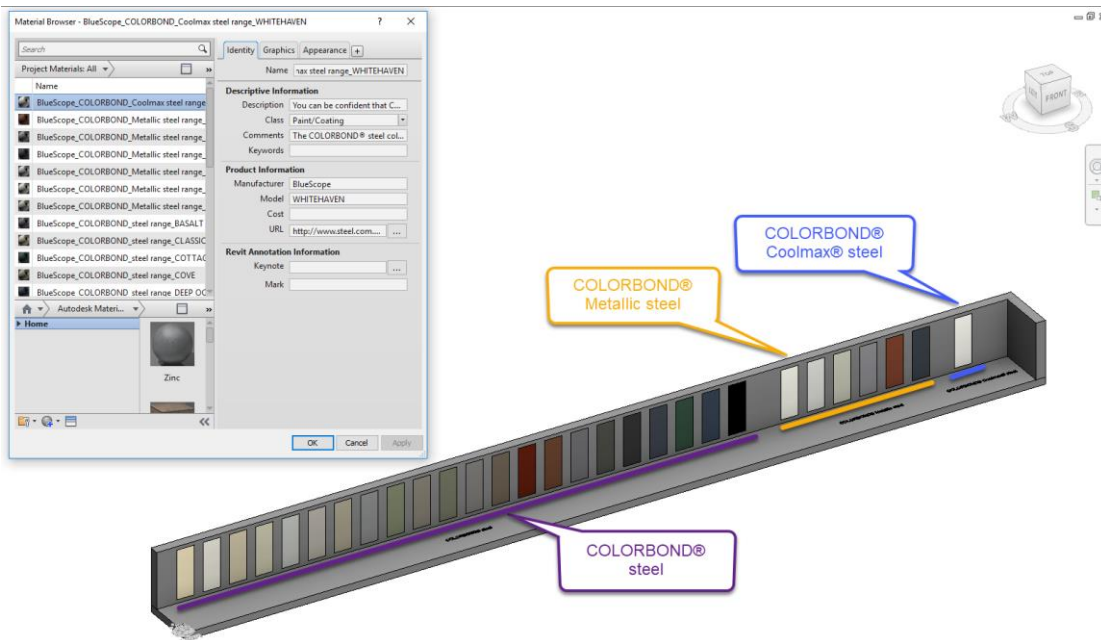 Material Browser - BlueScope_COLORBOND_Coolmax steel range_WHITEHAVEN
? X
Search
Project Materials: All
Name
BlueScope_COLORBOND_Coolmax steel range
BlueScope_COLORBOND_Metallic steel range_
BlueScope_COLORBOND_Metallic steel range_
BlueScope_COLORBOND_Metallic steel range_
BlueScope_COLORBOND_Metallic steel range_
BlueScope_COLORBOND_Metallic steel range_
BlueScope_COLORBOND_Metallic steel range_
BlueScope_COLORBOND_steel range_BASALT
BlueScope_COLORBOND_steel range_CLASSIC
BlueScope_COLORBOND_steel range_COTTAG
BlueScope_COLORBOND_steel range_COVE
BlueScope_COLORBOND_steel range_DEEP OC
Autodesk Materi...
Home
Zinc
Identity Graphics Appearance +
Name nax steel range_WHITEHAVEN
Descriptive Information
Description You can be confident that C...
Class Paint/Coating
Comments The COLORBOND® steel col...
Keywords
Product Information
Manufacturer BlueScope
Model WHITEHAVEN
Cost
URL http://www.steel.com.... ...
Revit Annotation Information
Keynote ...
Mark
OK Cancel Apply
TOP
FRONT
COLORBOND®
Coolmax® steel
COLORBOND®
Metallic steel
COLORBOND®
steel